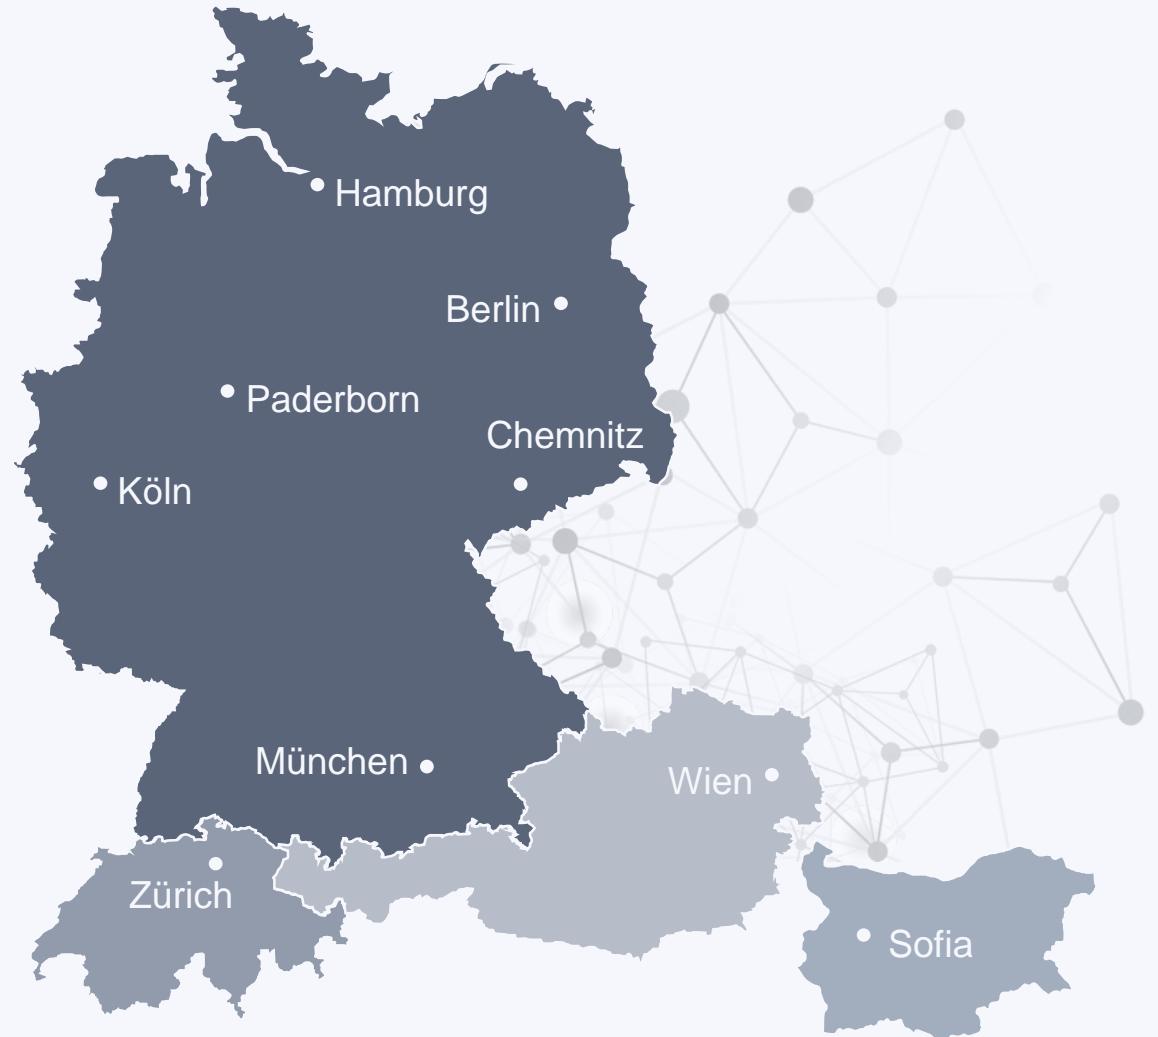 Hamburg
Berlin
Paderborn
Chemnitz
Köln
München
Wien
Zürich
Sofia